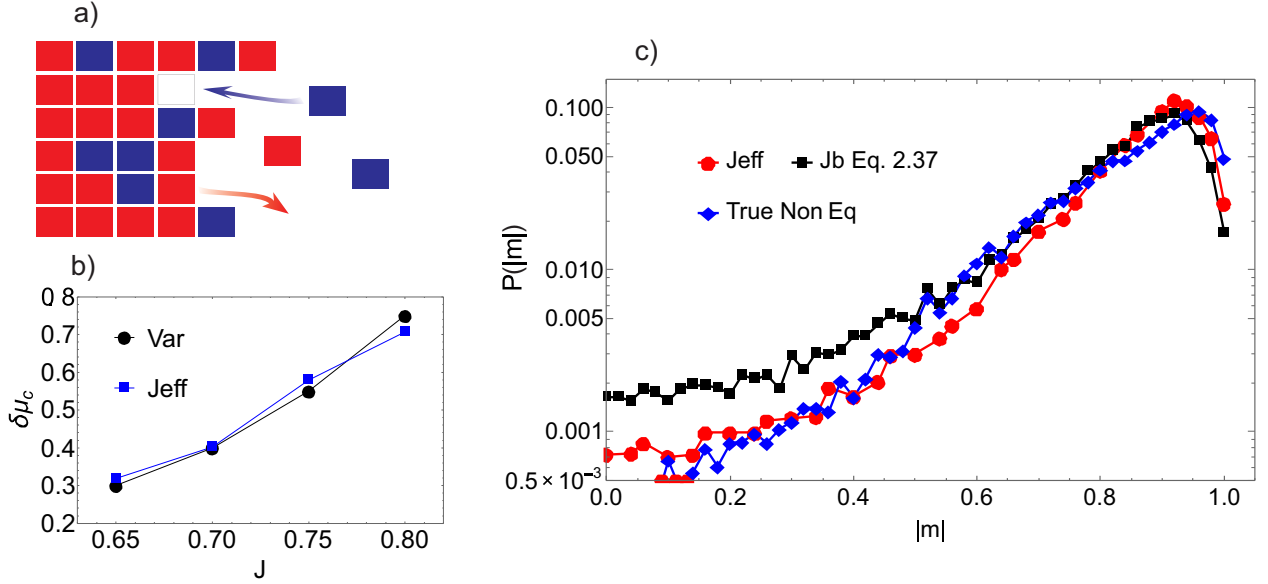 a)
b)
δμc
0.8
0.7
0.6
0.5
0.4
0.3
0.2
Var
Jeff
0.65 0.70 0.75 0.80
J
c)
P(|m|)
0.100
0.050
0.010
0.005
0.001
0.5 × 10⁻³
Jeff Jb Eq. 2.37
True Non Eq
0.0 0.2 0.4 0.6 0.8 1.0
|m|